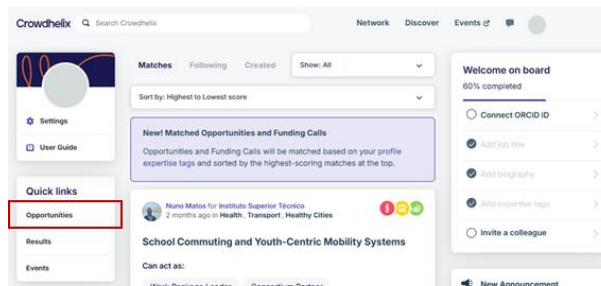 Crowdhelix
Search Crowdhelix
Network Discover Events
Settings
User Guide
Quick links
Opportunities
Results
Events
Matches Following Created Show: All
Sort by: Highest to Lowest score
New! Matched Opportunities and Funding Calls
Opportunities and Funding Calls will be matched based on your profile
expertise tags and sorted by the highest-scoring matches at the top.
Nuno Matos for Instituto Superior Técnico
2 months ago in Health , Transport , Healthy Cities
School Commuting and Youth-Centric Mobility Systems
Can act as:
Work Package Leader Consortium Partner
Welcome on board
60% completed
Connect ORCID ID
Add job title
Add biography
Add expertise tags
Invite a colleague
New Announcement